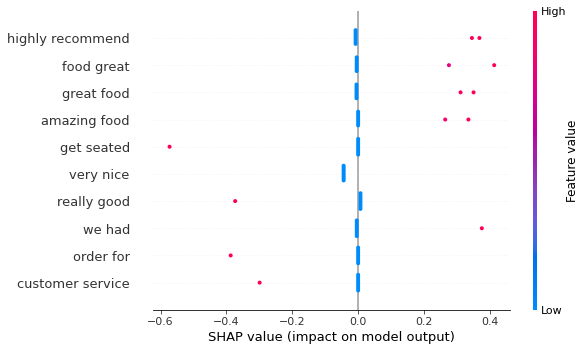 High
highly recommend
food great
great food
amazing food
get seated
very nice
really good
we had
order for
customer service
Feature value
Low
−0.6 −0.4 −0.2 0.0 0.2 0.4
SHAP value (impact on model output)